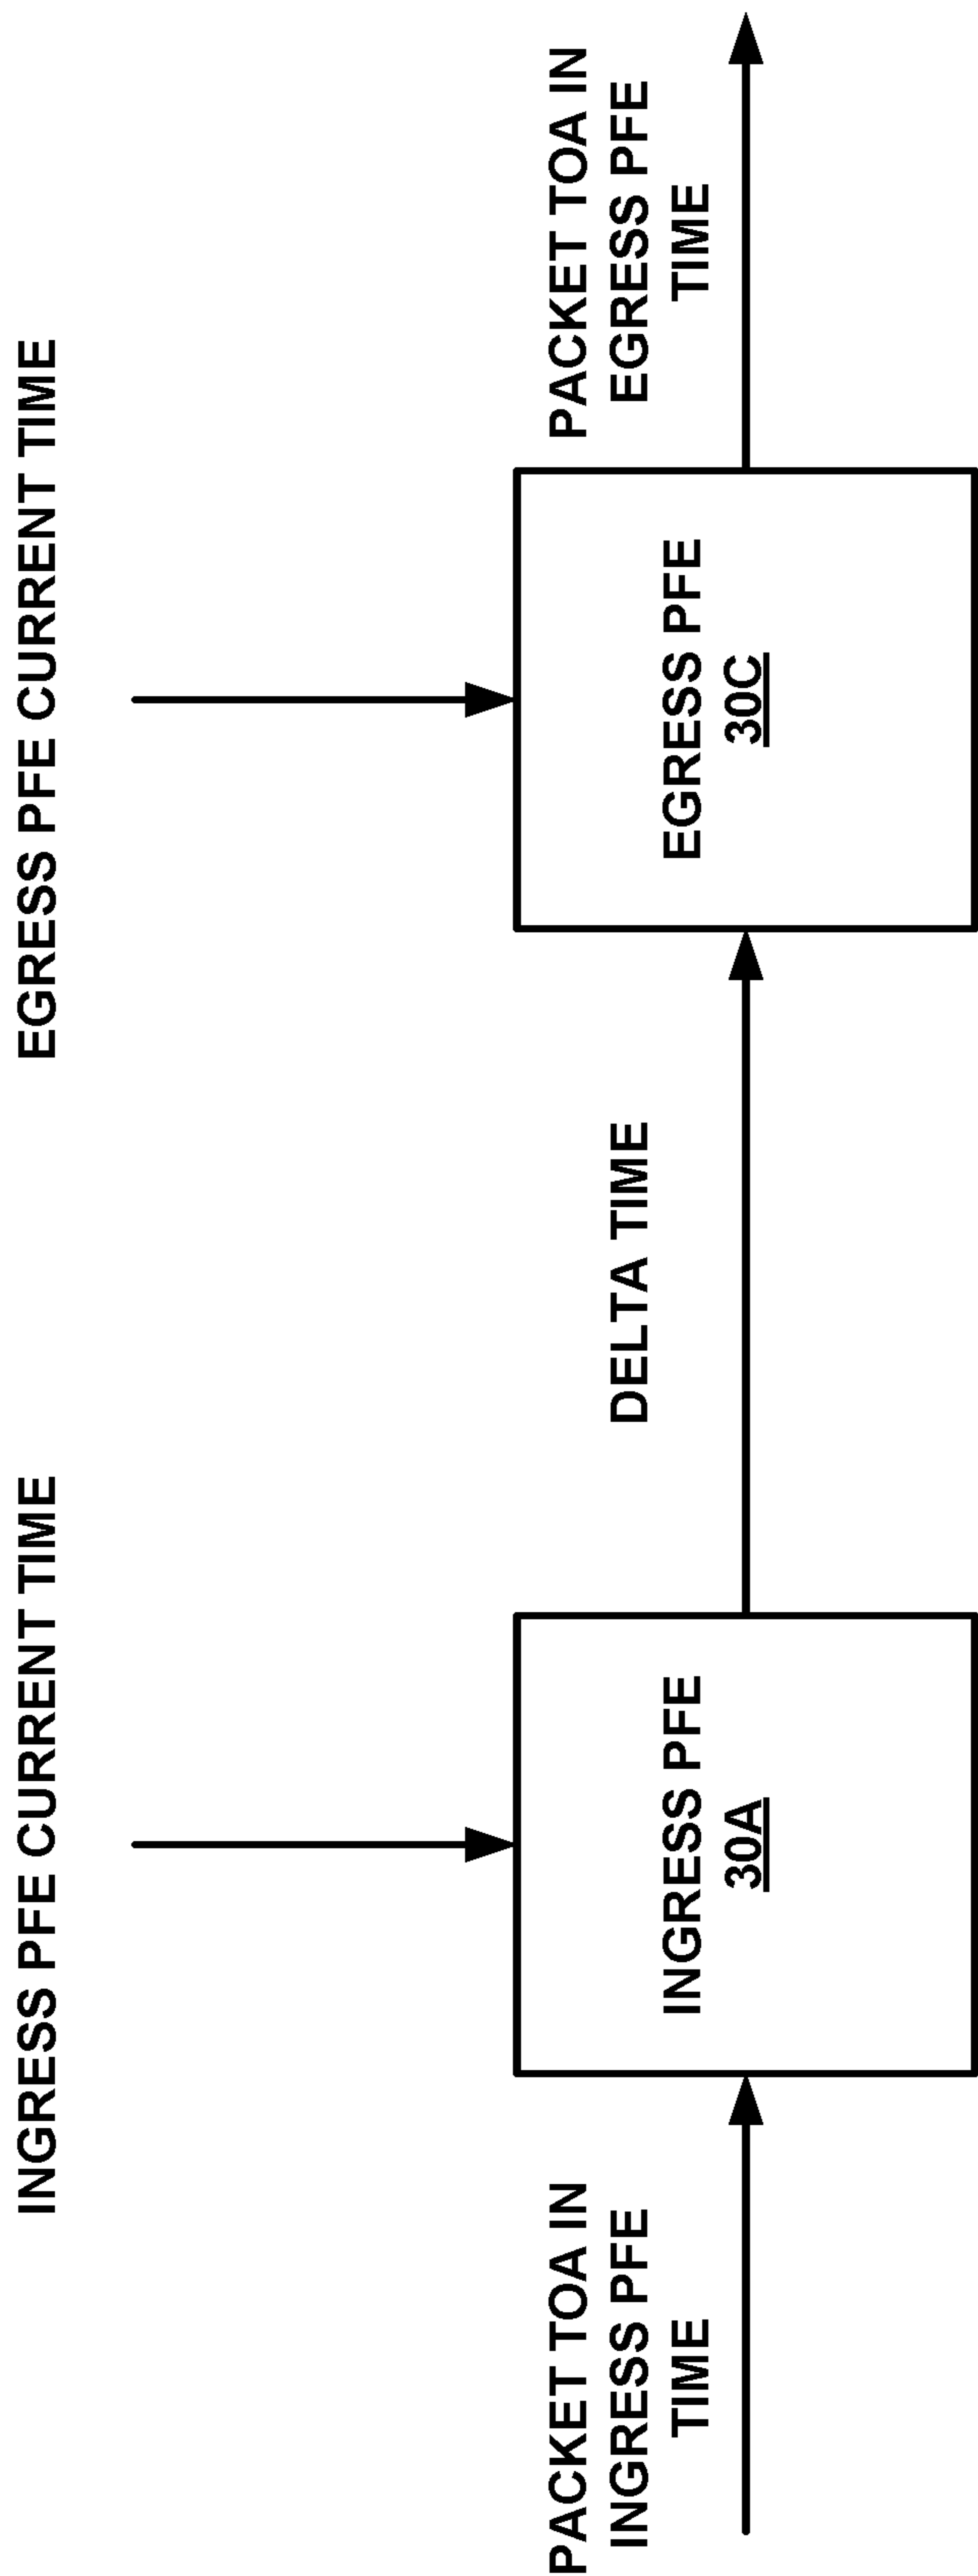 INGRESS PFE CURRENT TIME
EGRESS PFE CURRENT TIME
PACKET TOA IN
INGRESS PFE
TIME
INGRESS PFE
30A
DELTA TIME
EGRESS PFE
30C
PACKET TOA IN
EGRESS PFE
TIME